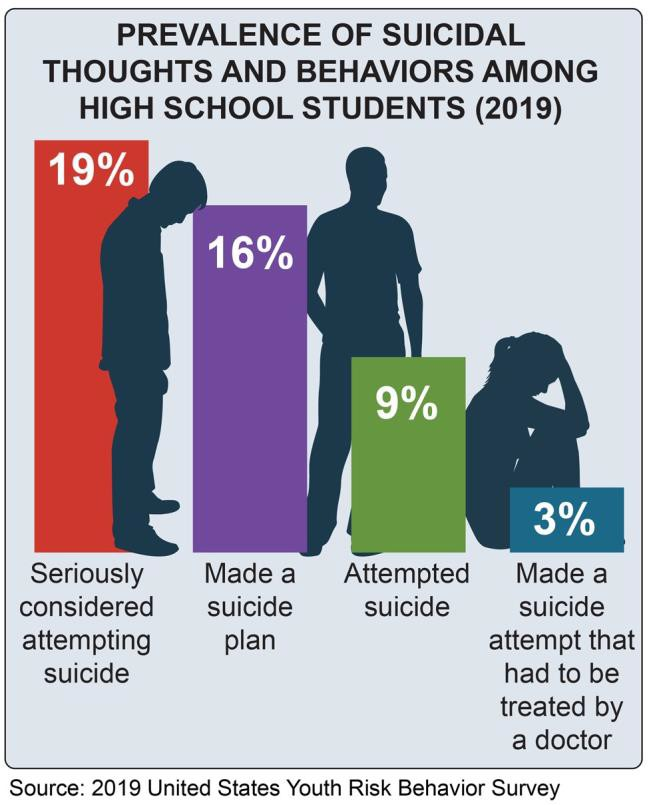 PREVALENCE OF SUICIDAL
THOUGHTS AND BEHAVIORS AMONG
HIGH SCHOOL STUDENTS (2019)
19%
16%
9%
3%
Seriously
considered
attempting
suicide
Made a
suicide
plan
Attempted
suicide
Made a
suicide
attempt that
had to be
treated by
a doctor
Source: 2019 United States Youth Risk Behavior Survey